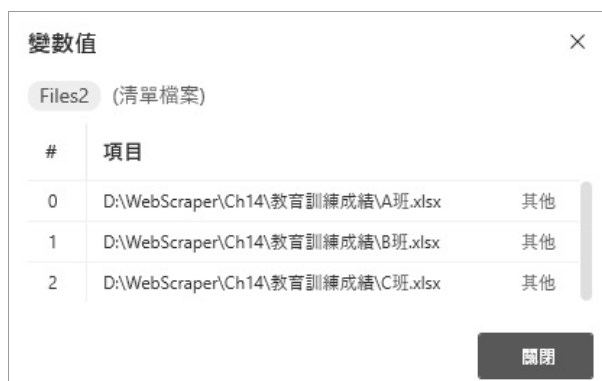 變數值
Files2 (清單檔案)
# 項目
0 D:\WebScraper\Ch14\教育訓練成績\A班.xlsx 其他
1 D:\WebScraper\Ch14\教育訓練成績\B班.xlsx 其他
2 D:\WebScraper\Ch14\教育訓練成績\C班.xlsx 其他
關閉